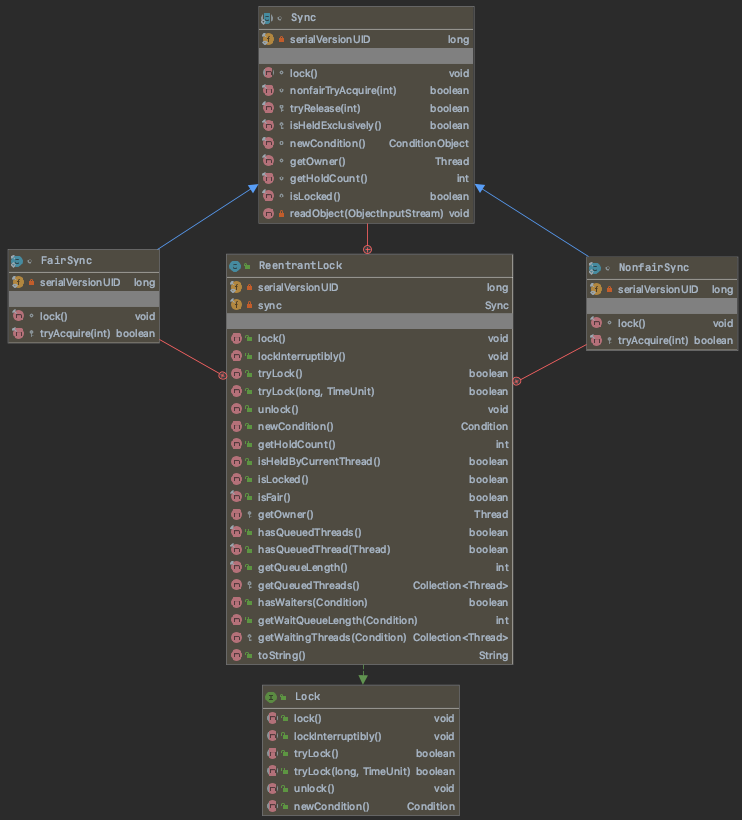 Sync
serialVersionUID long
lock() void
nonfairTryAcquire(int) boolean
tryRelease(int) boolean
isHeldExclusively() boolean
newCondition() ConditionObject
getOwner() Thread
getHoldCount() int
isLocked() boolean
readObject(ObjectInputStream) void
FairSync
serialVersionUID long
lock() void
tryAcquire(int) boolean
ReentrantLock
serialVersionUID long
sync Sync
lock() void
lockInterruptibly() void
tryLock() boolean
tryLock(long, TimeUnit) boolean
unlock() void
newCondition() Condition
getHoldCount() int
isHeldByCurrentThread() boolean
isLocked() boolean
isFair() boolean
getOwner() Thread
hasQueuedThreads() boolean
hasQueuedThread(Thread) boolean
getQueueLength() int
getQueuedThreads() Collection<Thread>
hasWaiters(Condition) boolean
getWaitQueueLength(Condition) int
getWaitingThreads(Condition) Collection<Thread>
toString() String
NonfairSync
serialVersionUID long
lock() void
tryAcquire(int) boolean
Lock
lock() void
lockInterruptibly() void
tryLock() boolean
tryLock(long, TimeUnit) boolean
unlock() void
newCondition() Condition